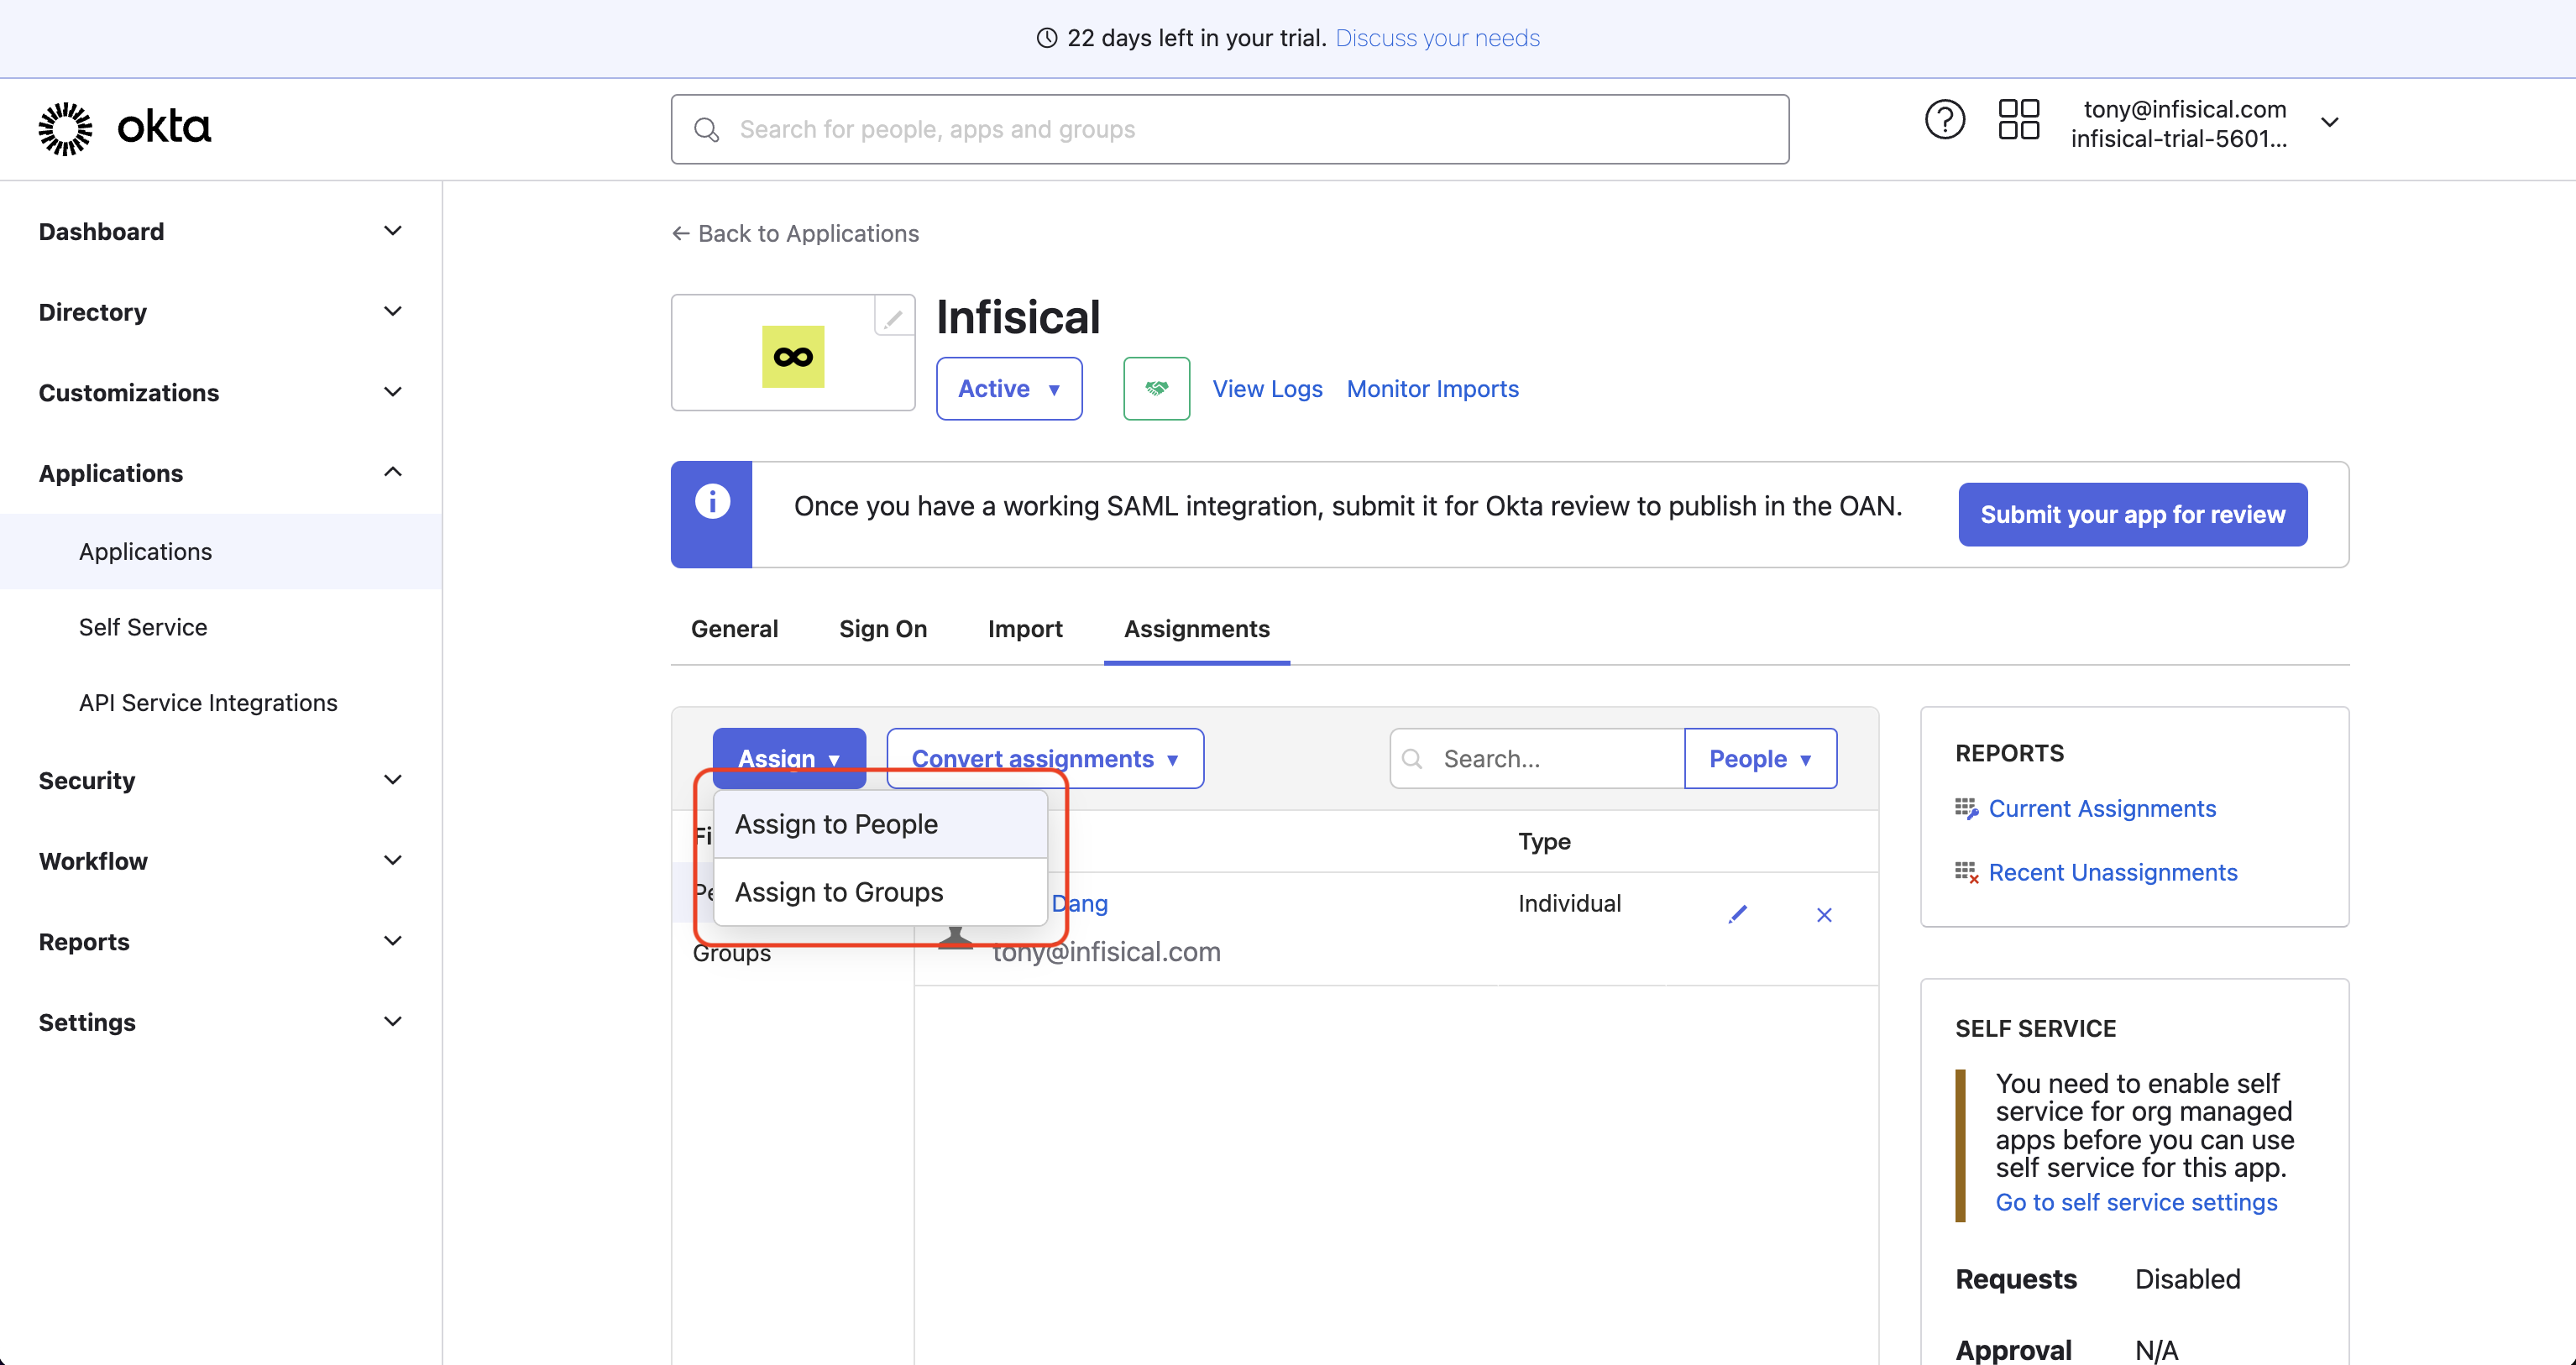 22 days left in your trial. Discuss your needs
okta
Search for people, apps and groups
tony@infisical.com
infisical-trial-5601...
Dashboard
Directory
Customizations
Applications
Applications
Self Service
API Service Integrations
Security
Workflow
Reports
Settings
← Back to Applications
Infisical
Active ▼
View Logs
Monitor Imports
Once you have a working SAML integration, submit it for Okta review to publish in the OAN.
Submit your app for review
General
Sign On
Import
Assignments
Assign ▼
Convert assignments ▼
Search...
People ▼
Assign to People
Assign to Groups
Fi
Type
Pe
Dang
Individual
Groups
tony@infisical.com
REPORTS
Current Assignments
Recent Unassignments
SELF SERVICE
You need to enable self
service for org managed
apps before you can use
self service for this app.
Go to self service settings
Requests Disabled
Approval N/A